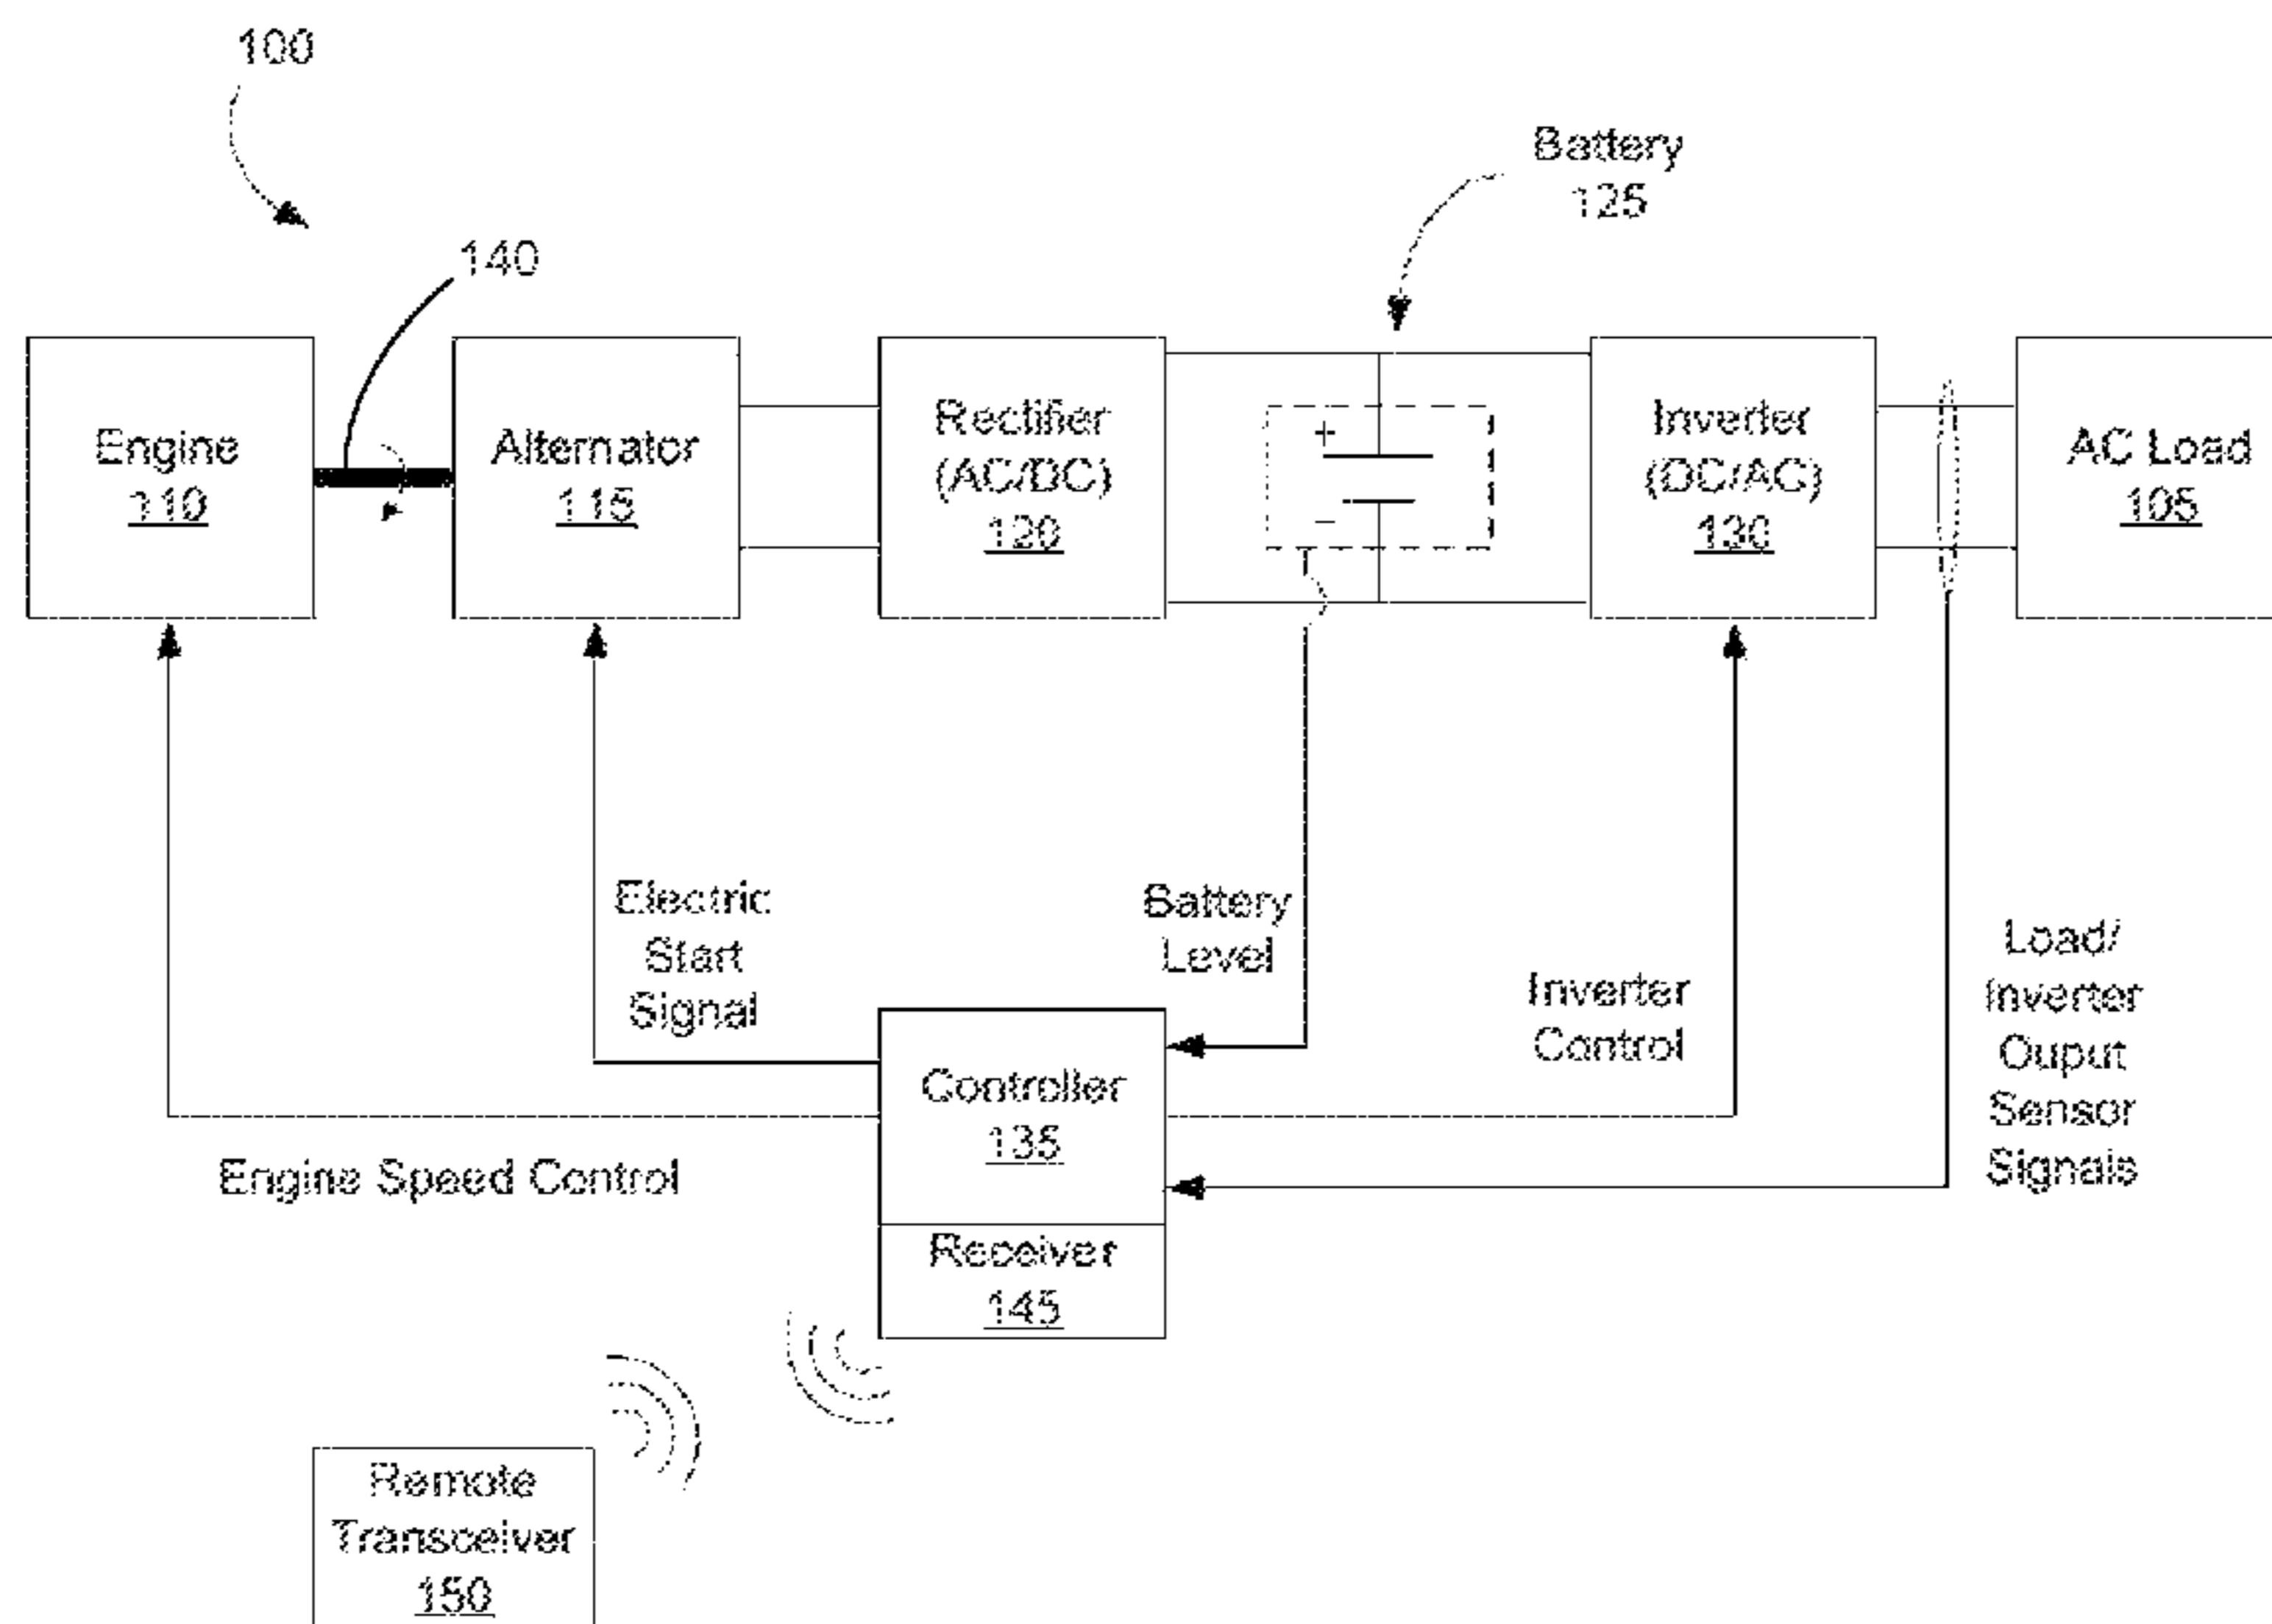 100
Battery
125
140
Engine
110
Alternator
115
Rectifier
(AC/DC)
120
+
−
Inverter
(DC/AC)
130
AC Load
105
Electric
Start
Signal
Battery
Level
Inverter
Control
Load/
Inverter
Ouput
Sensor
Signals
Engine Speed Control
Controller
135
Receiver
145
Remote
Transceiver
150